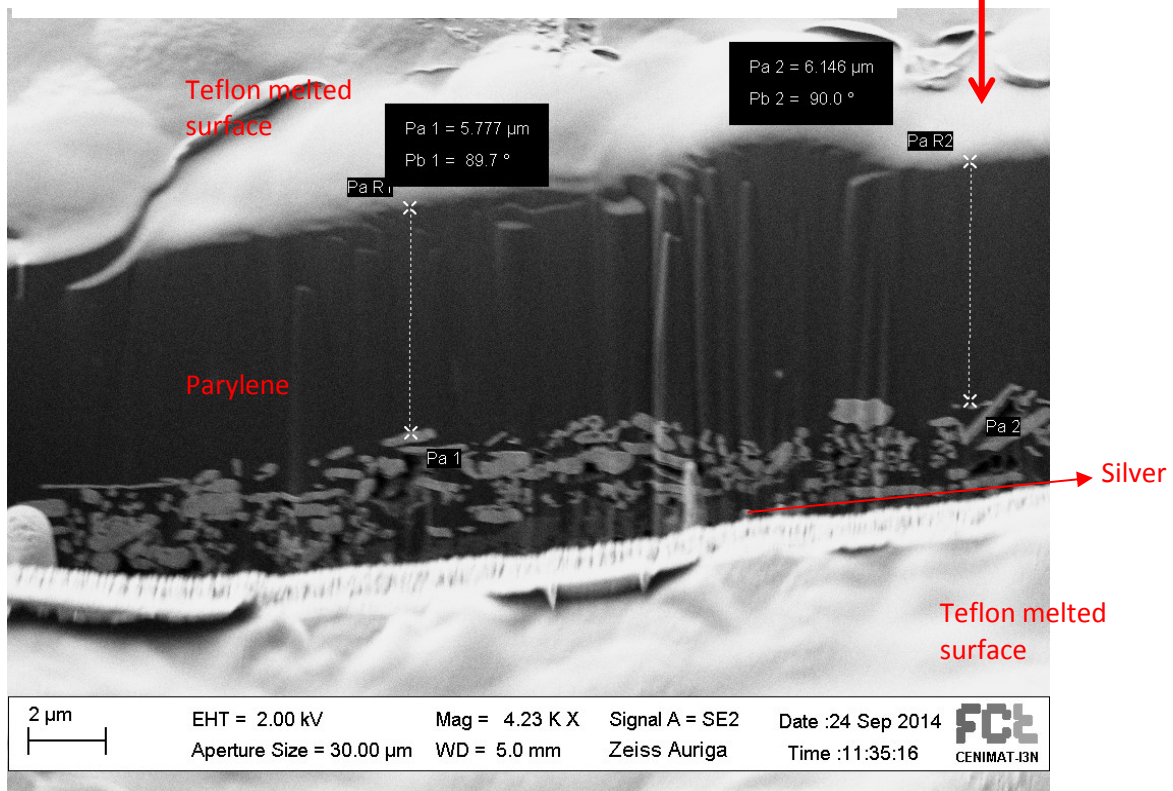 Teflon melted
surface
Pa 1 = 5.777 µm
Pb 1 = 89.7 °
Pa 2 = 6.146 µm
Pb 2 = 90.0 °
Pa R1
Pa R2
Parylene
Pa 1
Pa 2
Silver
Teflon melted
surface
2 µm
EHT = 2.00 kV
Mag = 4.23 K X
Signal A = SE2
Date :24 Sep 2014
Aperture Size = 30.00 µm
WD = 5.0 mm
Zeiss Auriga
Time :11:35:16
FCt
CENIMAT-I3N